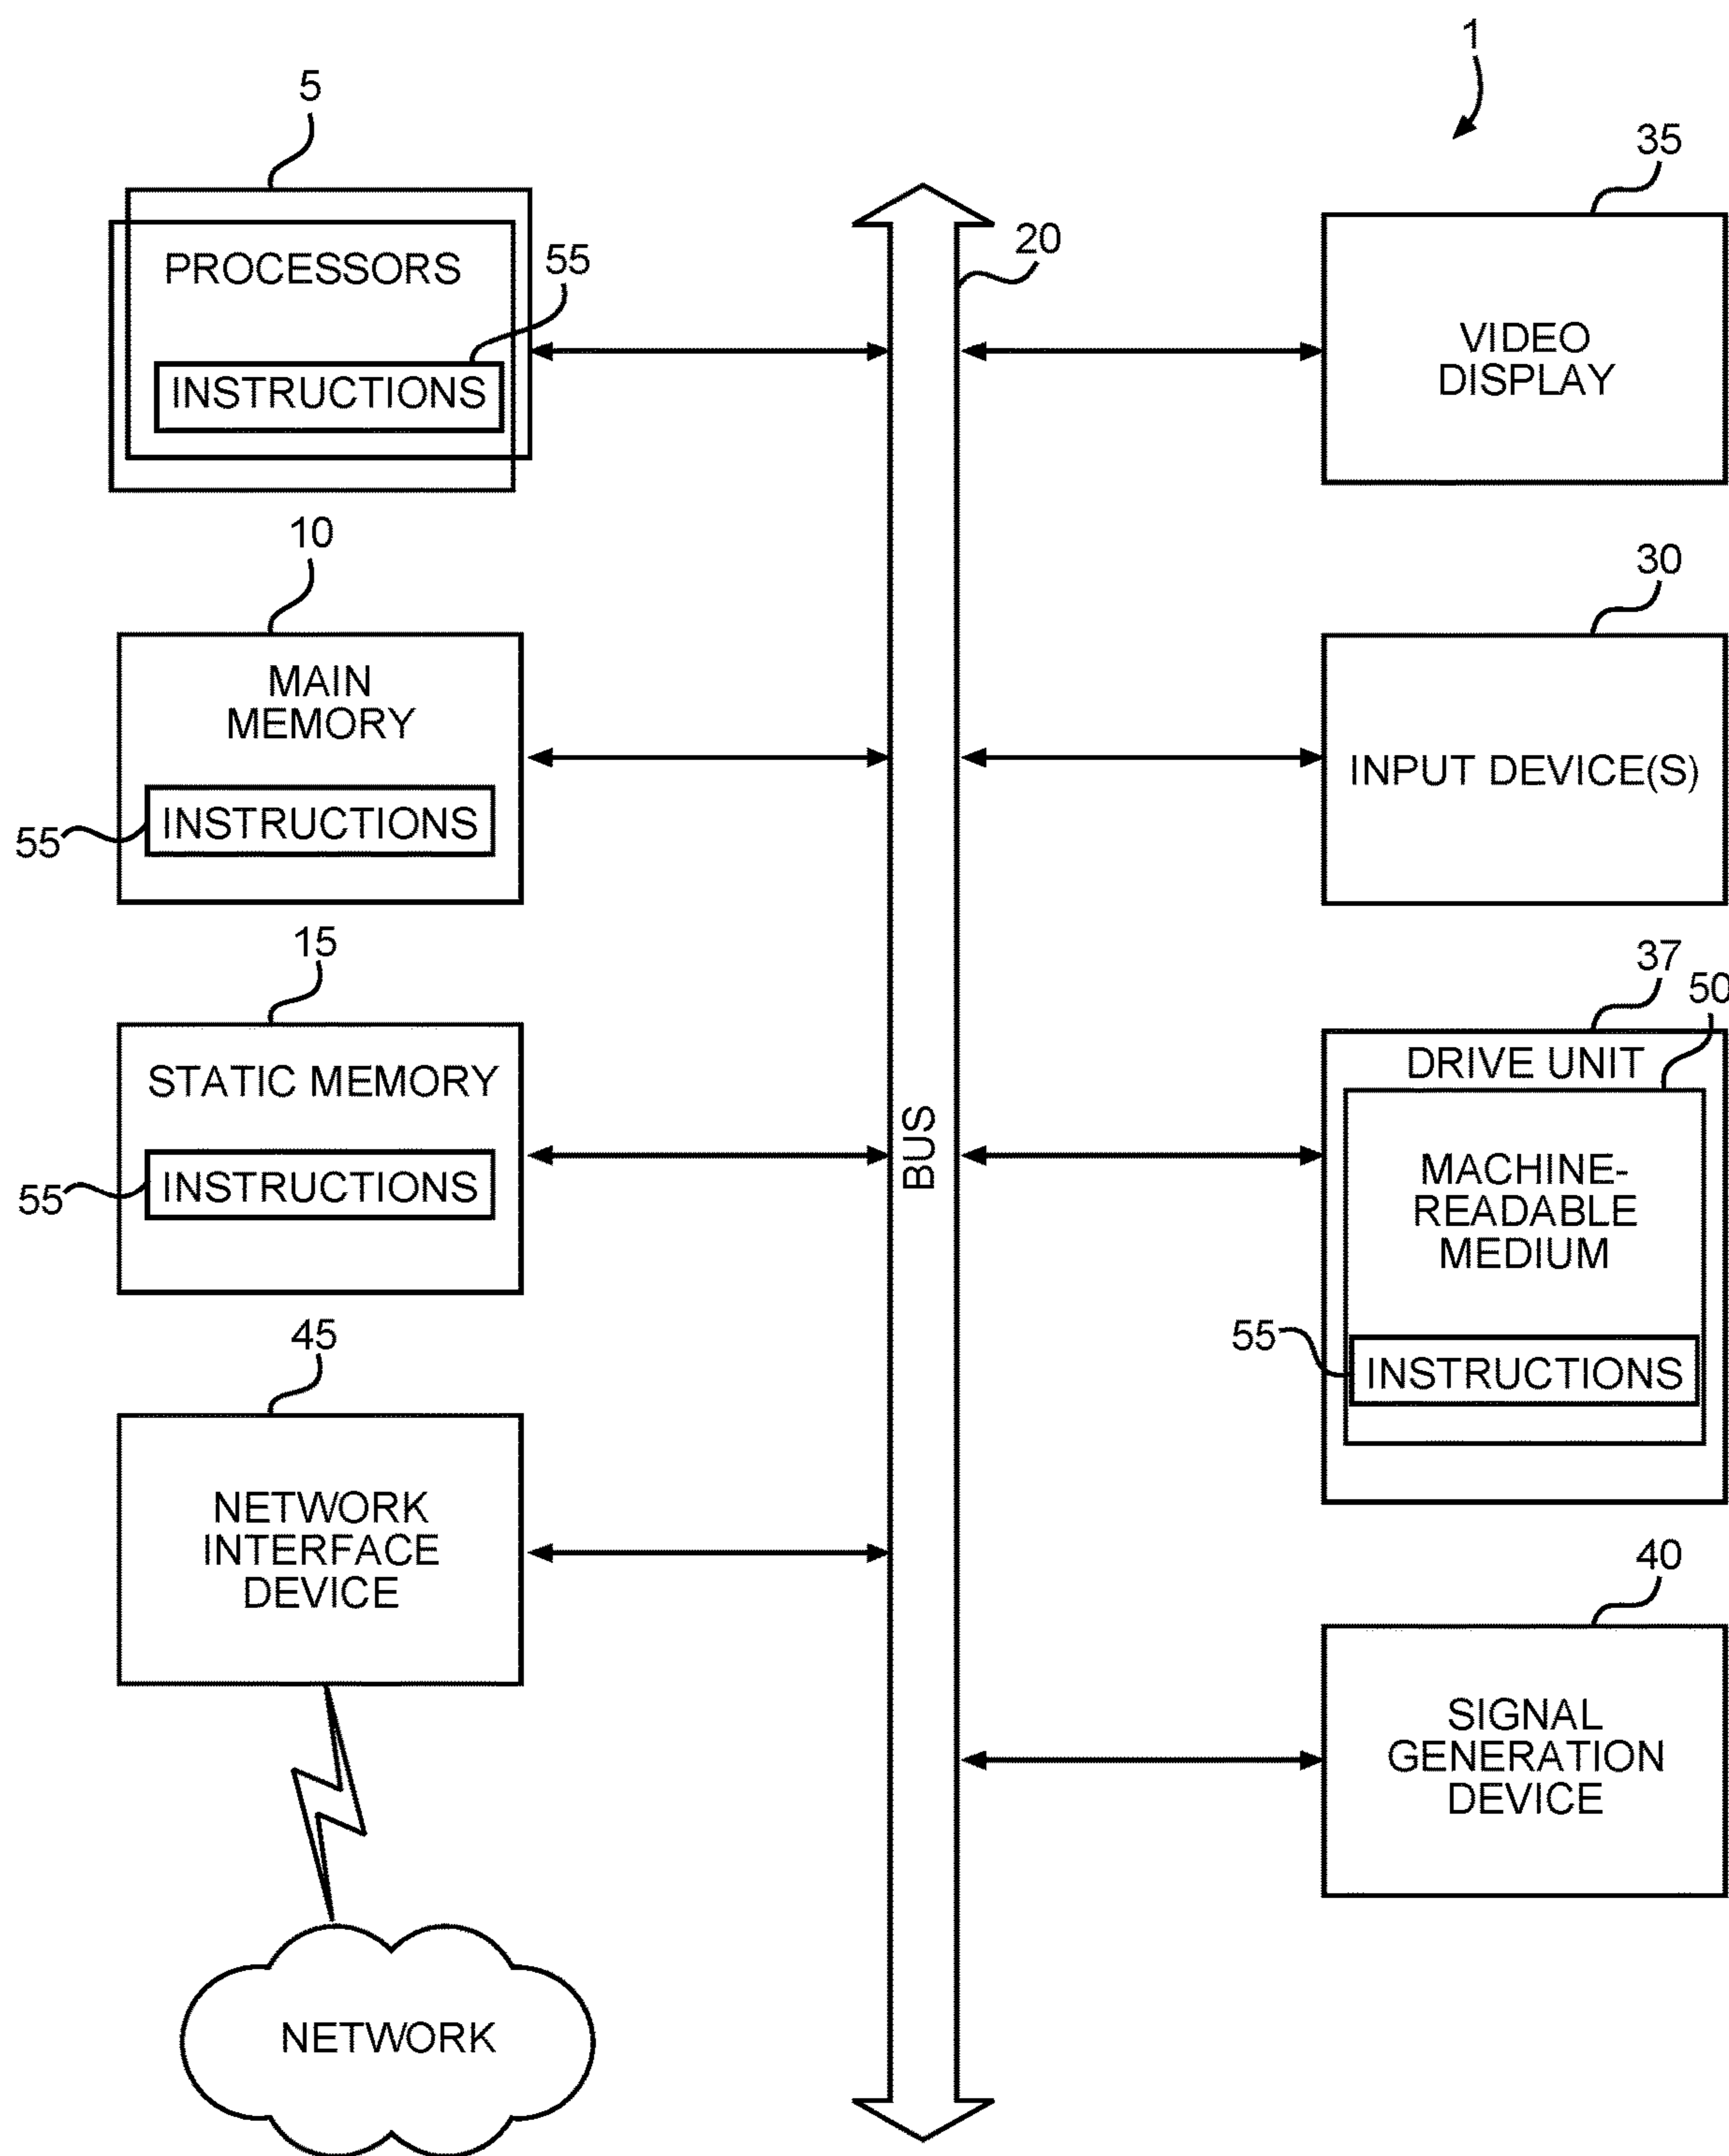 1
5
PROCESSORS
55
INSTRUCTIONS
10
MAIN
MEMORY
55
INSTRUCTIONS
15
STATIC MEMORY
55
INSTRUCTIONS
45
NETWORK
INTERFACE
DEVICE
NETWORK
20
BUS
35
VIDEO
DISPLAY
30
INPUT DEVICE(S)
37
50
DRIVE UNIT
MACHINE-
READABLE
MEDIUM
55
INSTRUCTIONS
40
SIGNAL
GENERATION
DEVICE